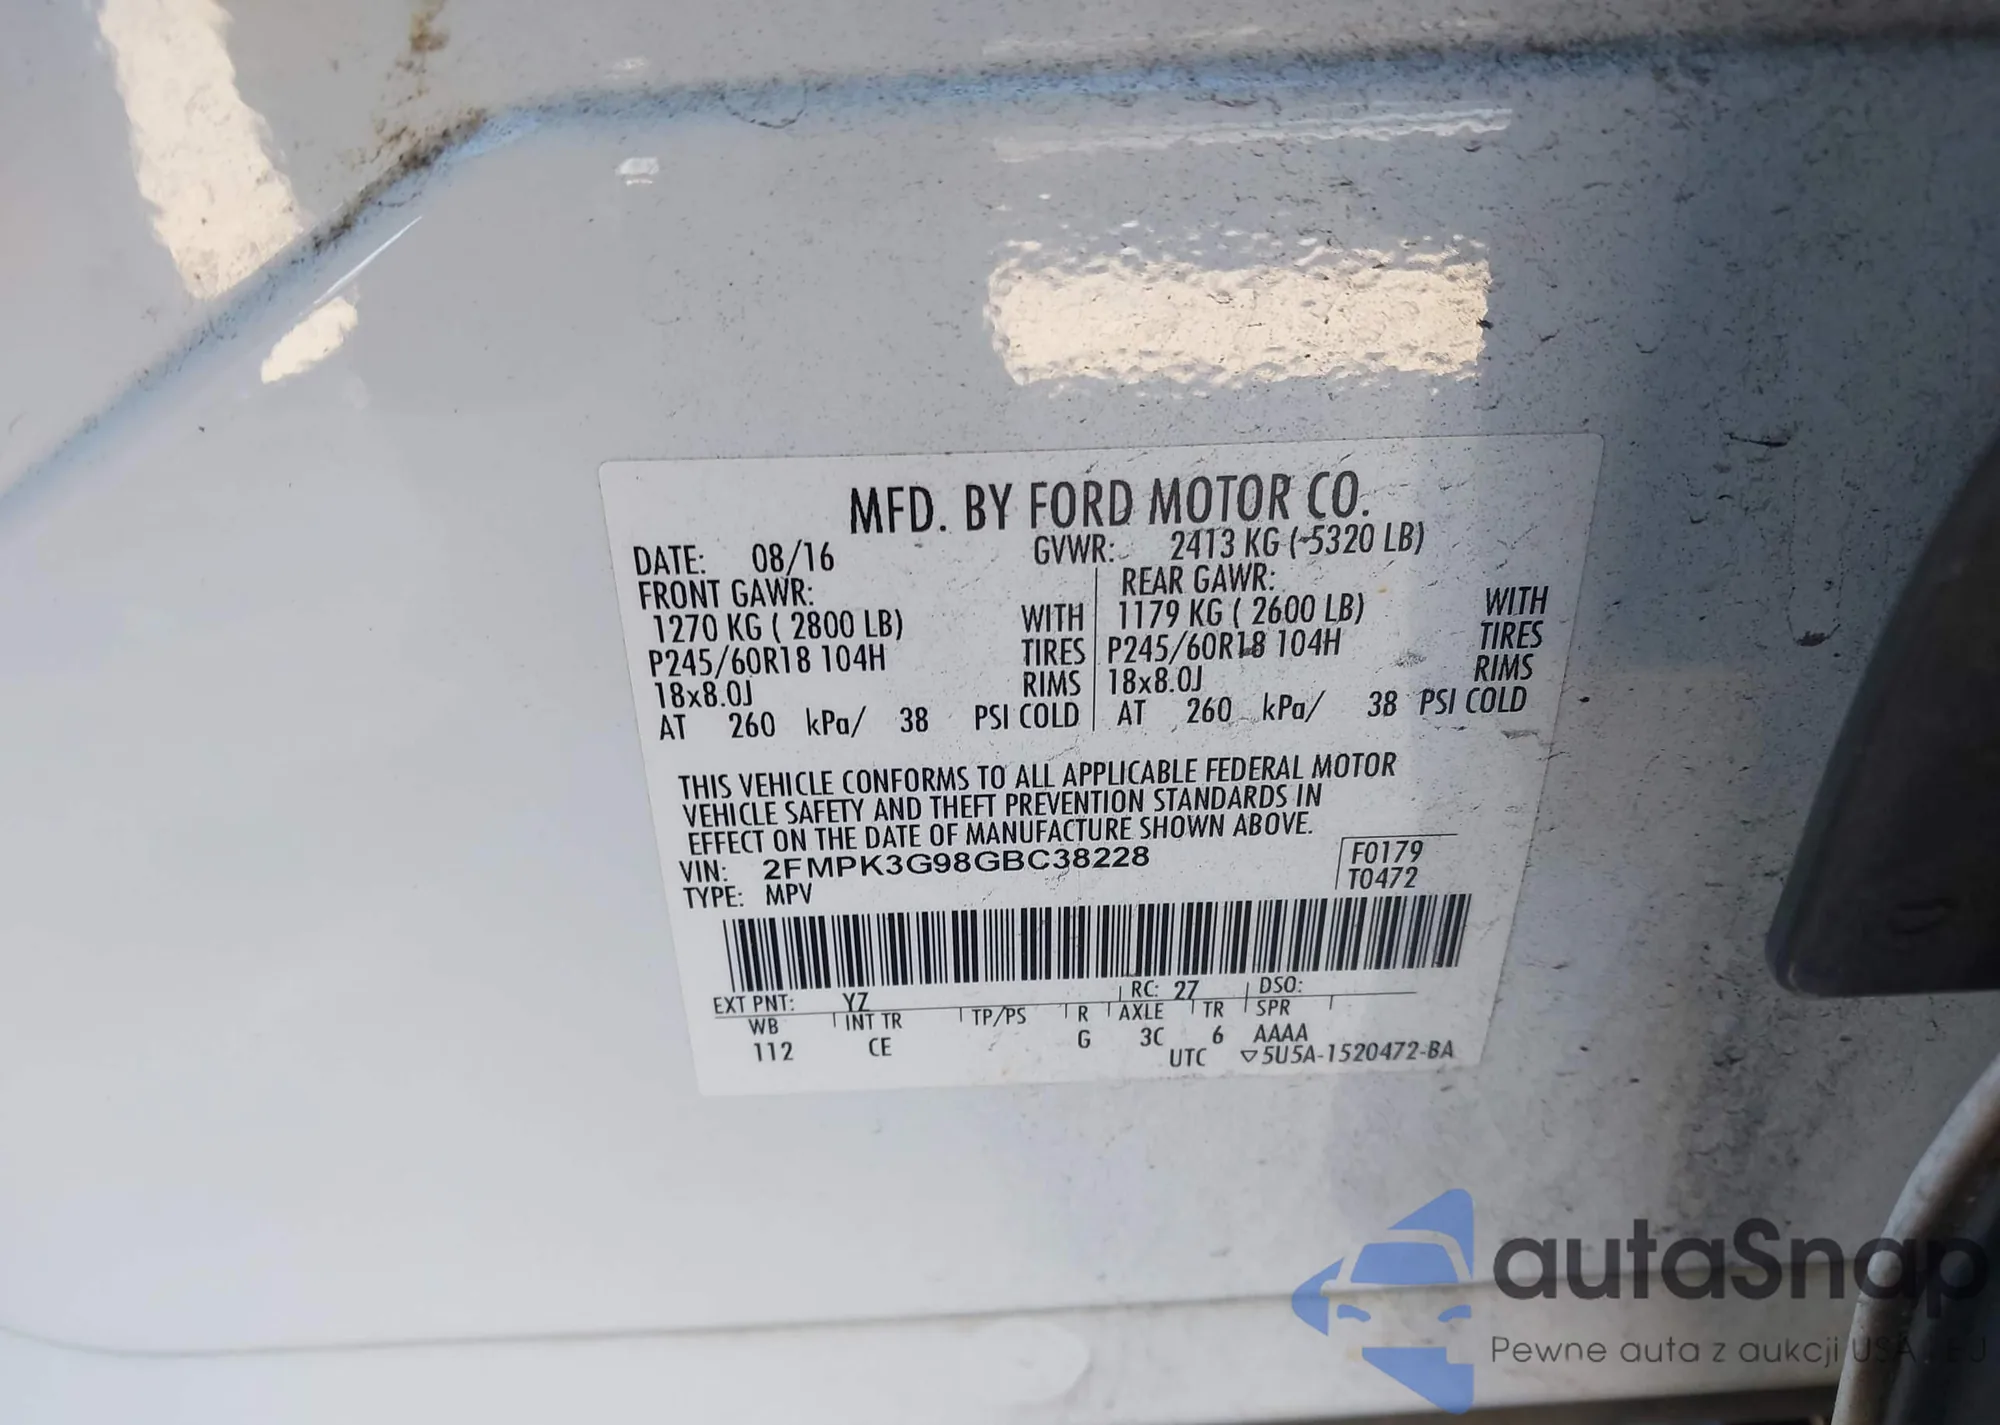 MFD. BY FORD MOTOR CO.
DATE: 08/16 GVWR: 2413 KG (-5320 LB)
FRONT GAWR: REAR GAWR:
1270 KG ( 2800 LB) WITH 1179 KG ( 2600 LB) WITH
P245/60R18 104H TIRES P245/60R18 104H TIRES
18x8.0J RIMS 18x8.0J RIMS
AT 260 kPa/ 38 PSI COLD AT 260 kPa/ 38 PSI COLD
THIS VEHICLE CONFORMS TO ALL APPLICABLE FEDERAL MOTOR
VEHICLE SAFETY AND THEFT PREVENTION STANDARDS IN
EFFECT ON THE DATE OF MANUFACTURE SHOWN ABOVE.
VIN: 2FMPK3G98GBC38228 F0179
TYPE: MPV T0472
EXT PNT: YZ RC: 27 DSO:
WB INT TR TP/PS R AXLE TR SPR
112 CE G 3C 6 AAAA
UTC ▽5U5A-1520472-BA
autaSnap
Pewne auta z aukcji USA i EU